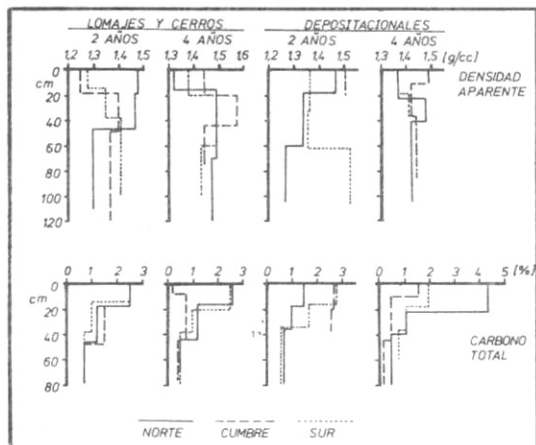 LOMAJES Y CERROS DEPOSITACIONALES
2 AÑOS 4 AÑOS 2 AÑOS 4 AÑOS
1,2 1,3 1,4 1,5 1,3 1,4 1,5 1,6 1,2 1,3 1,4 1,5 1,3 1,4 1,5 [g/cc]
DENSIDAD
APARENTE
cm
0
20
40
60
80
100
120
0 1 2 3 0 1 2 3 0 1 2 3 0 1 2 3 4 5 [%]
cm
0
20
40
60
80
CARBONO
TOTAL
NORTE CUMBRE SUR